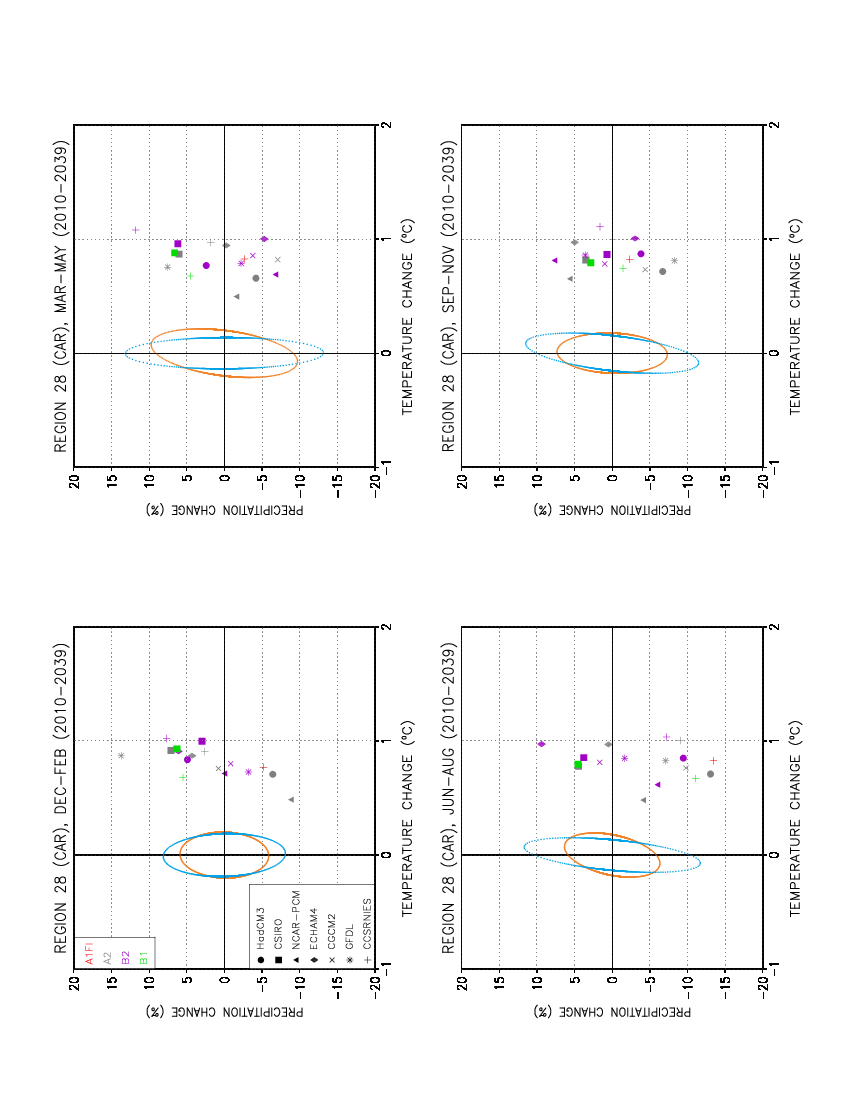 REGION 28 (CAR), DEC-FEB (2010-2039)
20
15
10
5
0
-5
-10
-15
-20
PRECIPITATION CHANGE (%)
-1
0
1
2
TEMPERATURE CHANGE (ºC)
A1FI
A2
B2
B1
HadCM3
CSIRO
NCAR-PCM
ECHAM4
CGCM2
GFDL
CCSRNIES
REGION 28 (CAR), MAR-MAY (2010-2039)
20
15
10
5
0
-5
-10
-15
-20
PRECIPITATION CHANGE (%)
-1
0
1
2
TEMPERATURE CHANGE (ºC)
REGION 28 (CAR), JUN-AUG (2010-2039)
20
15
10
5
0
-5
-10
-15
-20
PRECIPITATION CHANGE (%)
-1
0
1
2
TEMPERATURE CHANGE (ºC)
REGION 28 (CAR), SEP-NOV (2010-2039)
20
15
10
5
0
-5
-10
-15
-20
PRECIPITATION CHANGE (%)
-1
0
1
2
TEMPERATURE CHANGE (ºC)